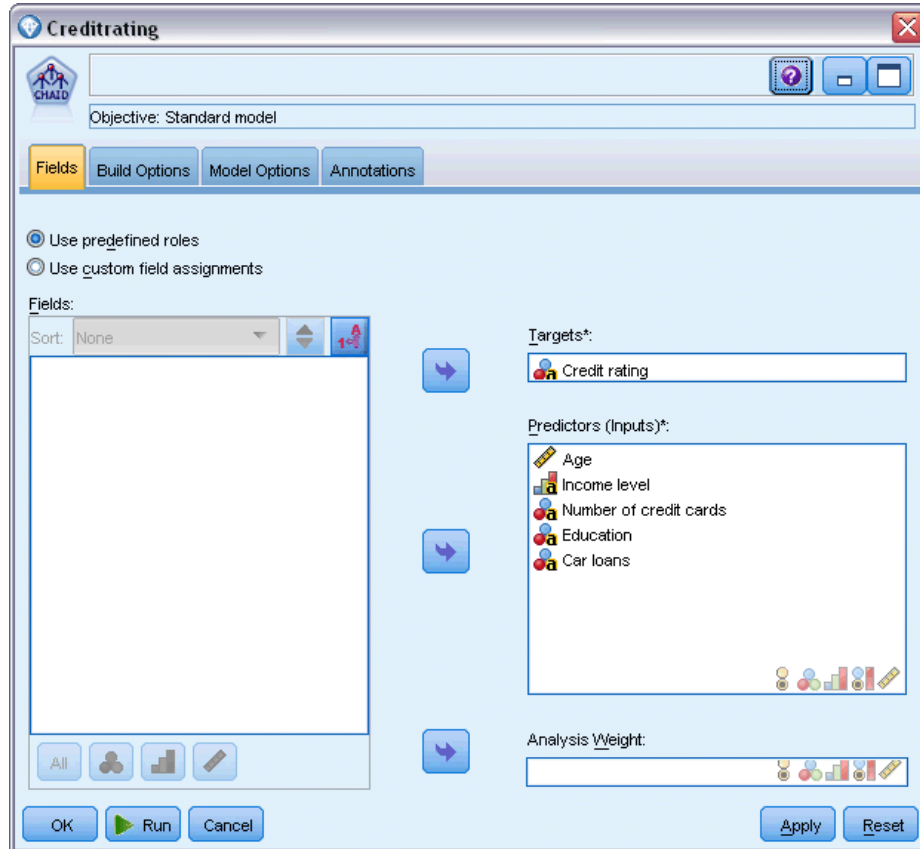 Creditrating
CHAID
?
Objective: Standard model
Fields Build Options Model Options Annotations
Use predefined roles
Use custom field assignments
Fields:
Sort: None
Targets*:
a Credit rating
Predictors (Inputs)*:
Age
a Income level
a Number of credit cards
a Education
a Car loans
Analysis Weight:
All
OK Run Cancel Apply Reset